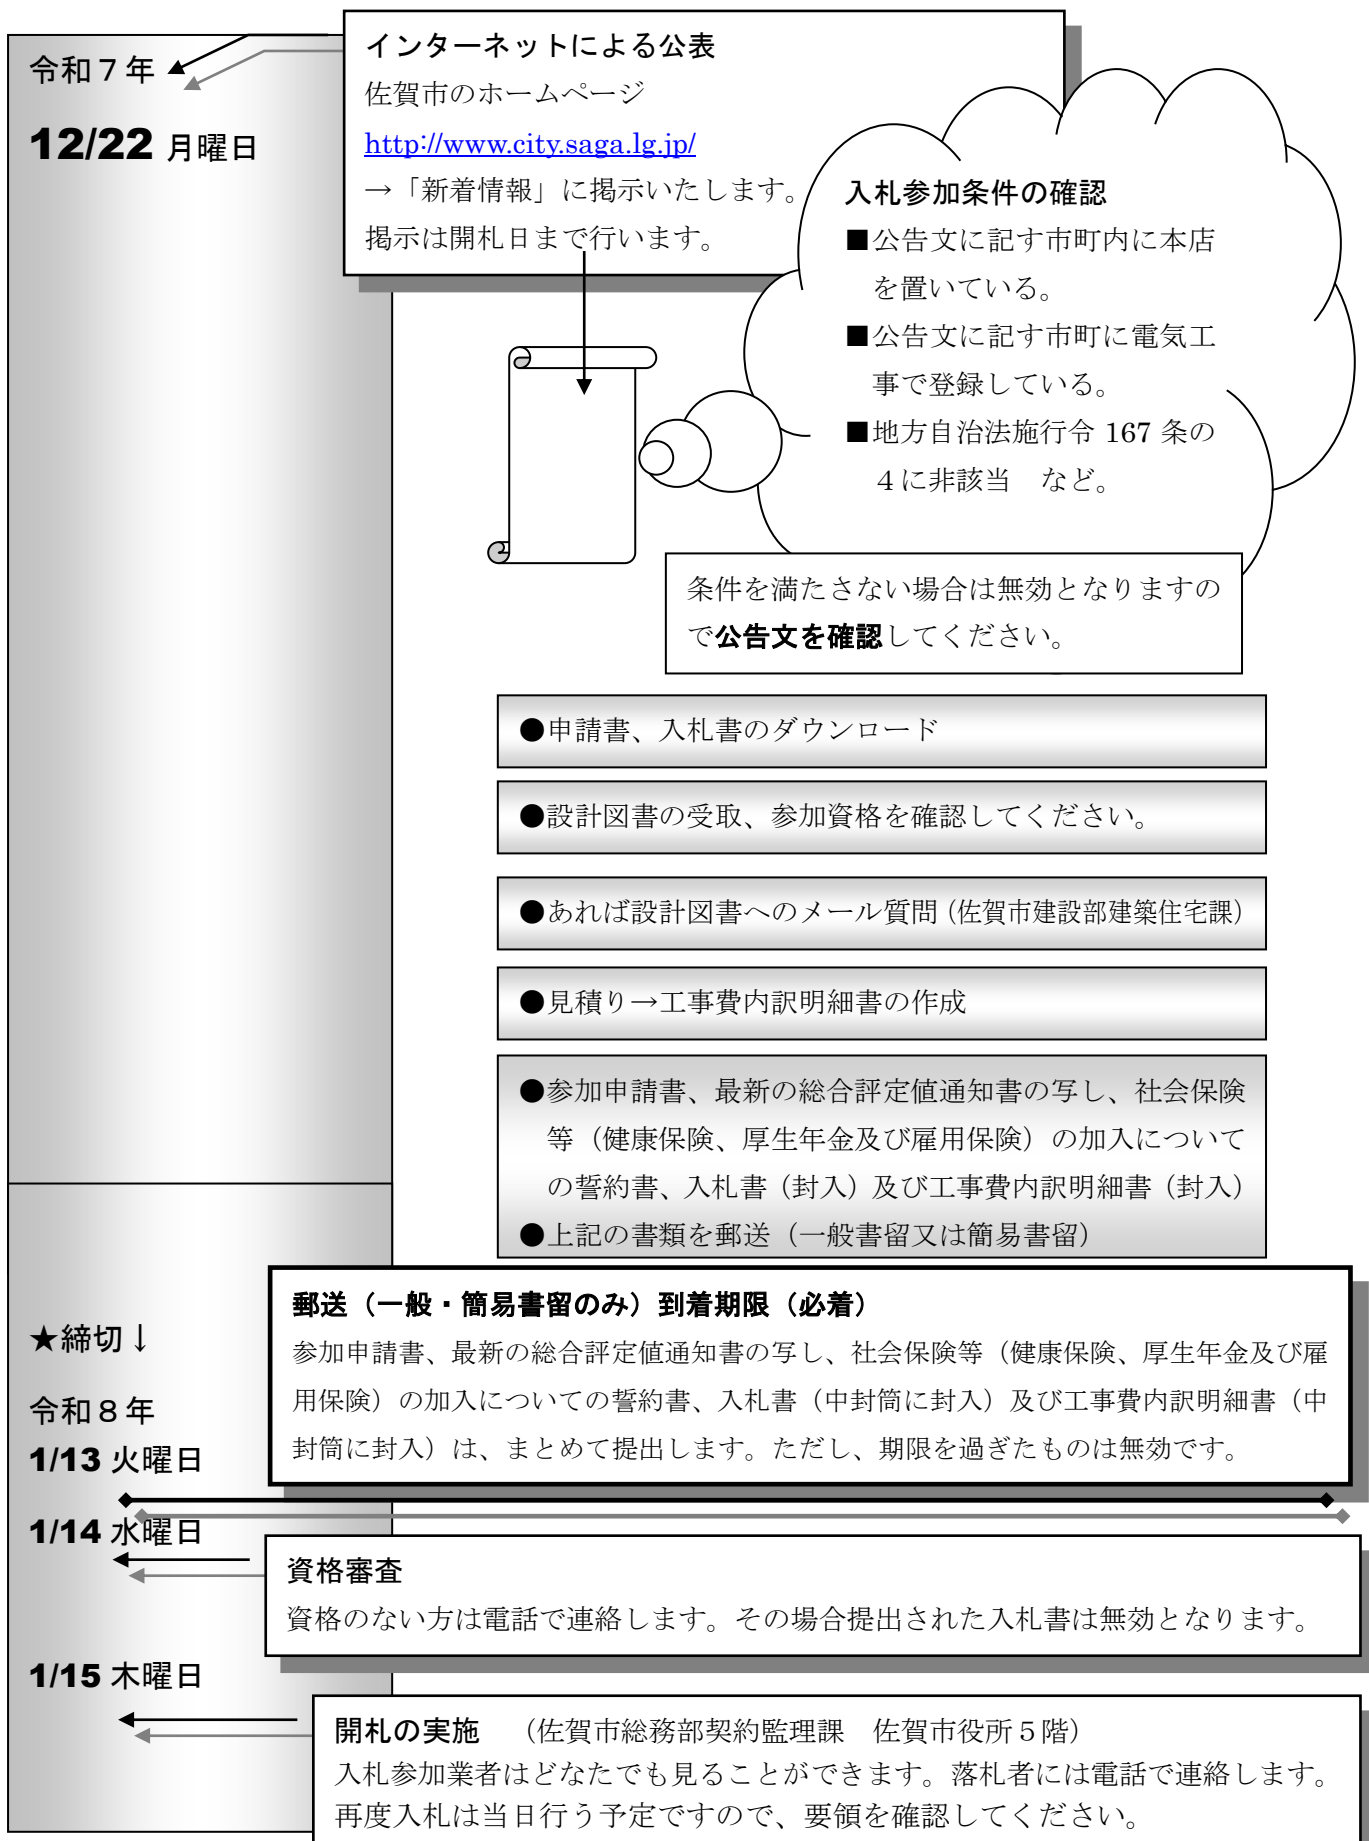 令和７年
12/22 月曜日
インターネットによる公表
佐賀市のホームページ
http://www.city.saga.lg.jp/
→「新着情報」に掲示いたします。
掲示は開札日まで行います。
入札参加条件の確認
■公告文に記す市町内に本店
を置いている。
■公告文に記す市町に電気工
事で登録している。
■地方自治法施行令 167 条の
４に非該当　など。
条件を満たさない場合は無効となりますの
で公告文を確認してください。
●申請書、入札書のダウンロード
●設計図書の受取、参加資格を確認してください。
●あれば設計図書へのメール質問（佐賀市建設部建築住宅課）
●見積り→工事費内訳明細書の作成
●参加申請書、最新の総合評定値通知書の写し、社会保険
等（健康保険、厚生年金及び雇用保険）の加入について
の誓約書、入札書（封入）及び工事費内訳明細書（封入）
●上記の書類を郵送（一般書留又は簡易書留）
★締切↓
令和８年
1/13 火曜日
郵送（一般・簡易書留のみ）到着期限（必着）
参加申請書、最新の総合評定値通知書の写し、社会保険等（健康保険、厚生年金及び雇
用保険）の加入についての誓約書、入札書（中封筒に封入）及び工事費内訳明細書（中
封筒に封入）は、まとめて提出します。ただし、期限を過ぎたものは無効です。
1/14 水曜日
資格審査
資格のない方は電話で連絡します。その場合提出された入札書は無効となります。
1/15 木曜日
開札の実施　（佐賀市総務部契約監理課　佐賀市役所５階）
入札参加業者はどなたでも見ることができます。落札者には電話で連絡します。
再度入札は当日行う予定ですので、要領を確認してください。